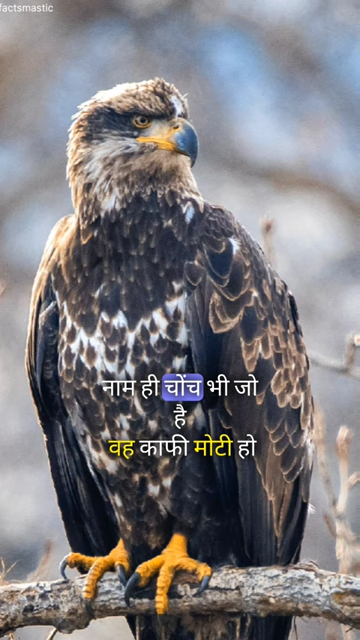 factsmastic
नाम ही चोंच भी जो
है
वह काफी मोटी हो